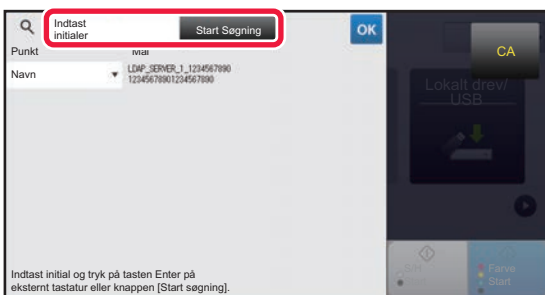 Indtast
initialer
Start Søgning
OK
CA
Punkt
Mål
Navn
LDAP_SERVER_1_1234567890
12345678901234567890
Lokalt drev/
USB
Indtast initial og tryk på tasten Enter på
eksternt tastatur eller knappen [Start søgning].
Farve
Start